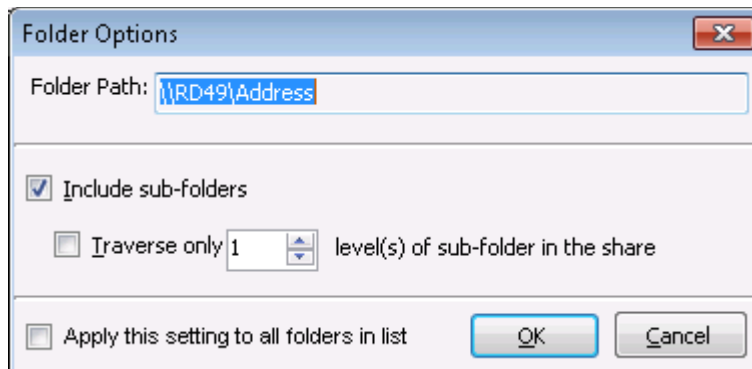 Folder Options
Folder Path: \\RD49\Address
Include sub-folders
Traverse only 1 level(s) of sub-folder in the share
Apply this setting to all folders in list OK Cancel